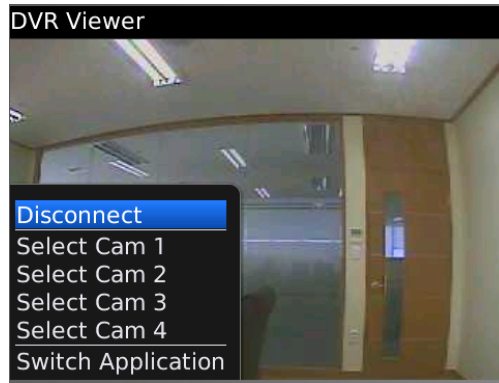 DVR Viewer
Disconnect
Select Cam 1
Select Cam 2
Select Cam 3
Select Cam 4
Switch Application